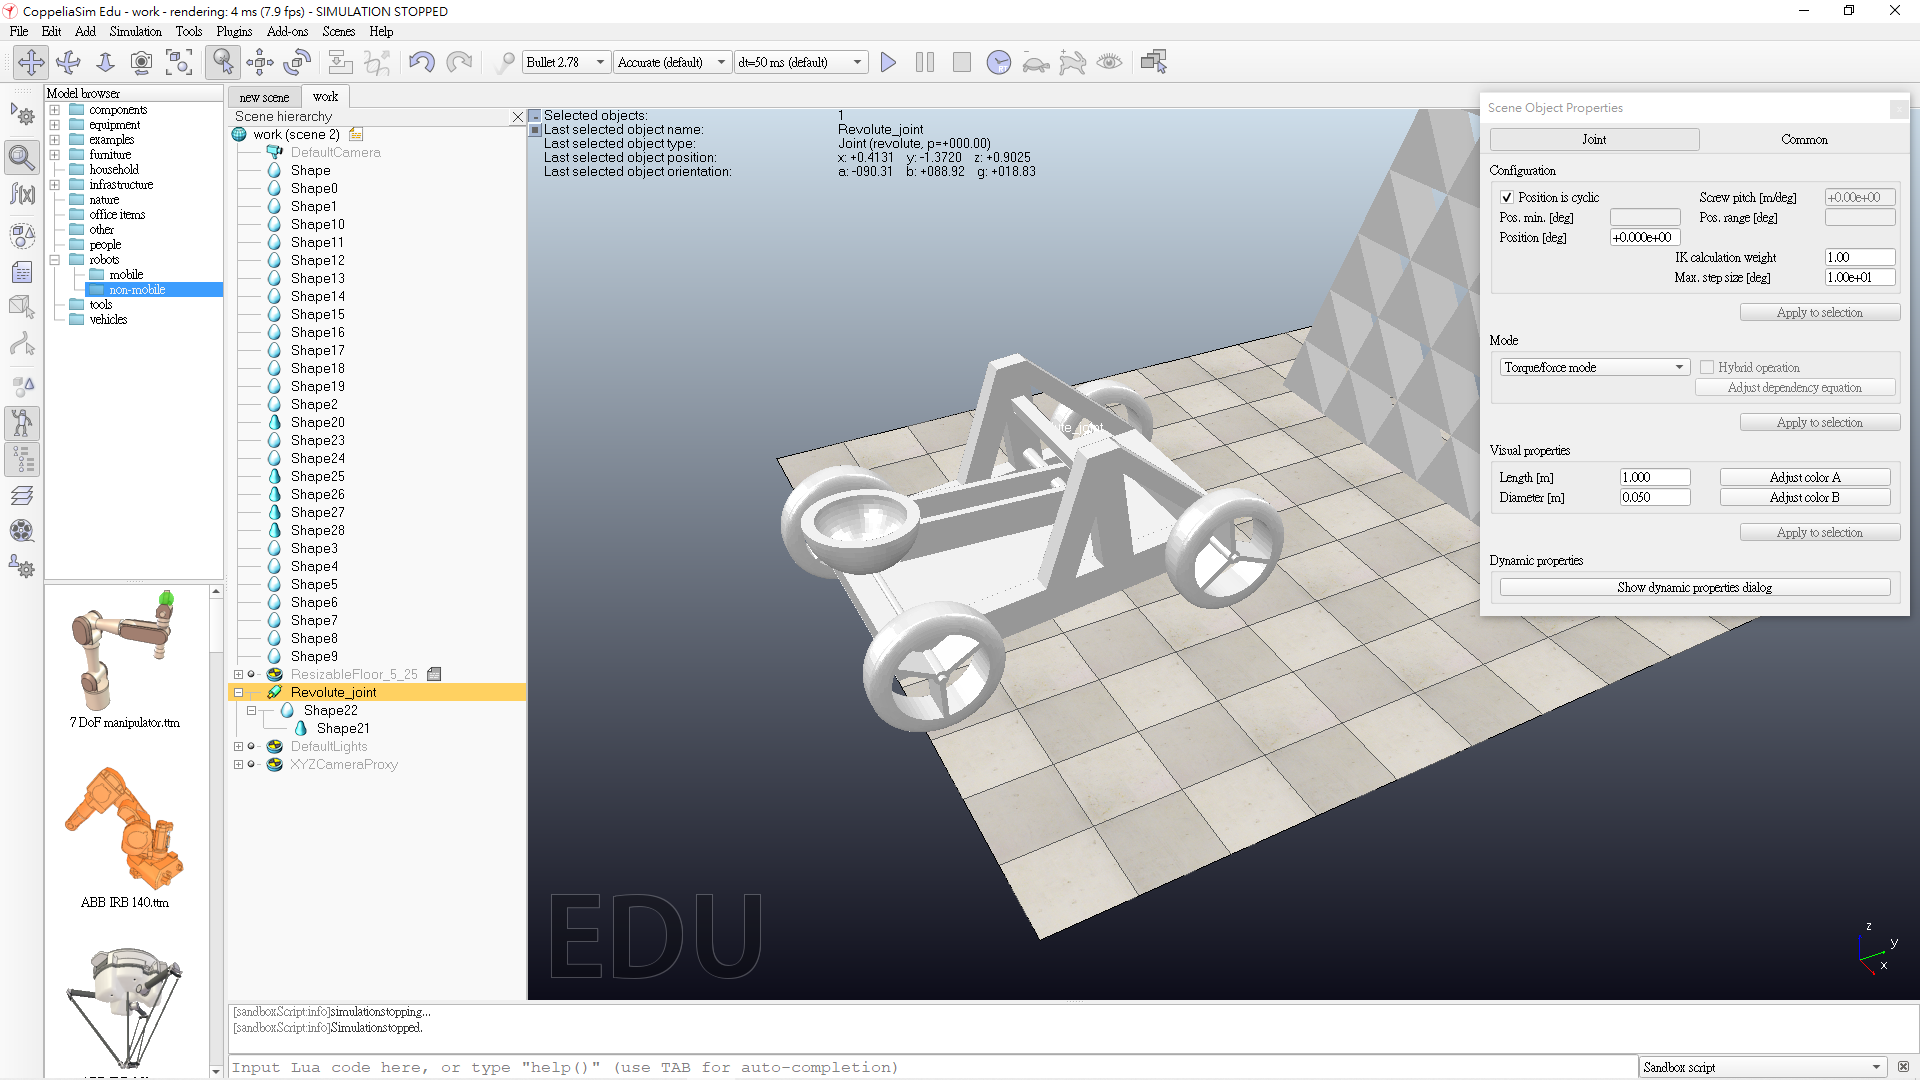 CoppeliaSim Edu - work - rendering: 4 ms (7.9 fps) - SIMULATION STOPPED
File Edit Add Simulation Tools Plugins Add-ons Scenes Help
Bullet 2.78 Accurate (default) dt=50 ms (default)
Model browser
components
equipment
examples
furniture
household
infrastructure
nature
office items
other
people
robots
mobile
non-mobile
tools
vehicles
7 DoF manipulator.ttm
ABB IRB 140.ttm
new scene work
Scene hierarchy
work (scene 2)
DefaultCamera
Shape
Shape0
Shape1
Shape10
Shape11
Shape12
Shape13
Shape14
Shape15
Shape16
Shape17
Shape18
Shape19
Shape2
Shape20
Shape23
Shape24
Shape25
Shape26
Shape27
Shape28
Shape3
Shape4
Shape5
Shape6
Shape7
Shape8
Shape9
ResizableFloor_5_25
Revolute_joint
Shape22
Shape21
DefaultLights
XYZCameraProxy
Selected objects: 1
Last selected object name: Revolute_joint
Last selected object type: Joint (revolute, p=+000.00)
Last selected object position: x: +0.4131 y: -1.3720 z: +0.9025
Last selected object orientation: a: -090.31 b: +088.92 g: +018.83
EDU
z
y
x
Scene Object Properties
Joint Common
Configuration
Position is cyclic Screw pitch [m/deg] +0.00e+00
Pos. min. [deg] Pos. range [deg]
Position [deg] +0.000e+00
IK calculation weight 1.00
Max. step size [deg] 1.00e+01
Apply to selection
Mode
Torque/force mode Hybrid operation
Adjust dependency equation
Apply to selection
Visual properties
Length [m] 1.000 Adjust color A
Diameter [m] 0.050 Adjust color B
Apply to selection
Dynamic properties
Show dynamic properties dialog
[sandboxScript:info]simulationstopping...
[sandboxScript:info]Simulationstopped.
Input Lua code here, or type "help()" (use TAB for auto-completion)
Sandbox script